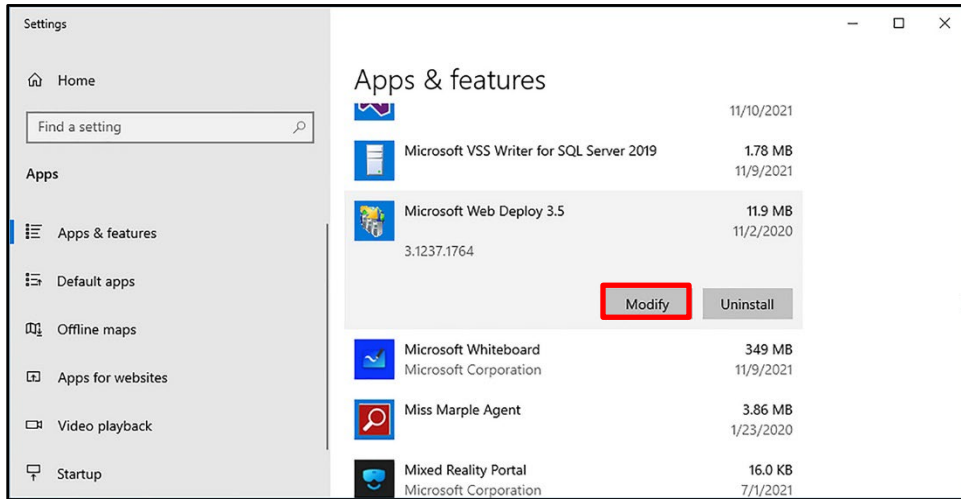 Settings
Home
Find a setting
Apps
Apps & features
Default apps
Offline maps
Apps for websites
Video playback
Startup
Apps & features
11/10/2021
Microsoft VSS Writer for SQL Server 2019 1.78 MB
11/9/2021
Microsoft Web Deploy 3.5 11.9 MB
11/2/2020
3.1237.1764
Modify Uninstall
Microsoft Whiteboard 349 MB
Microsoft Corporation 11/9/2021
Miss Marple Agent 3.86 MB
1/23/2020
Mixed Reality Portal 16.0 KB
Microsoft Corporation 7/1/2021